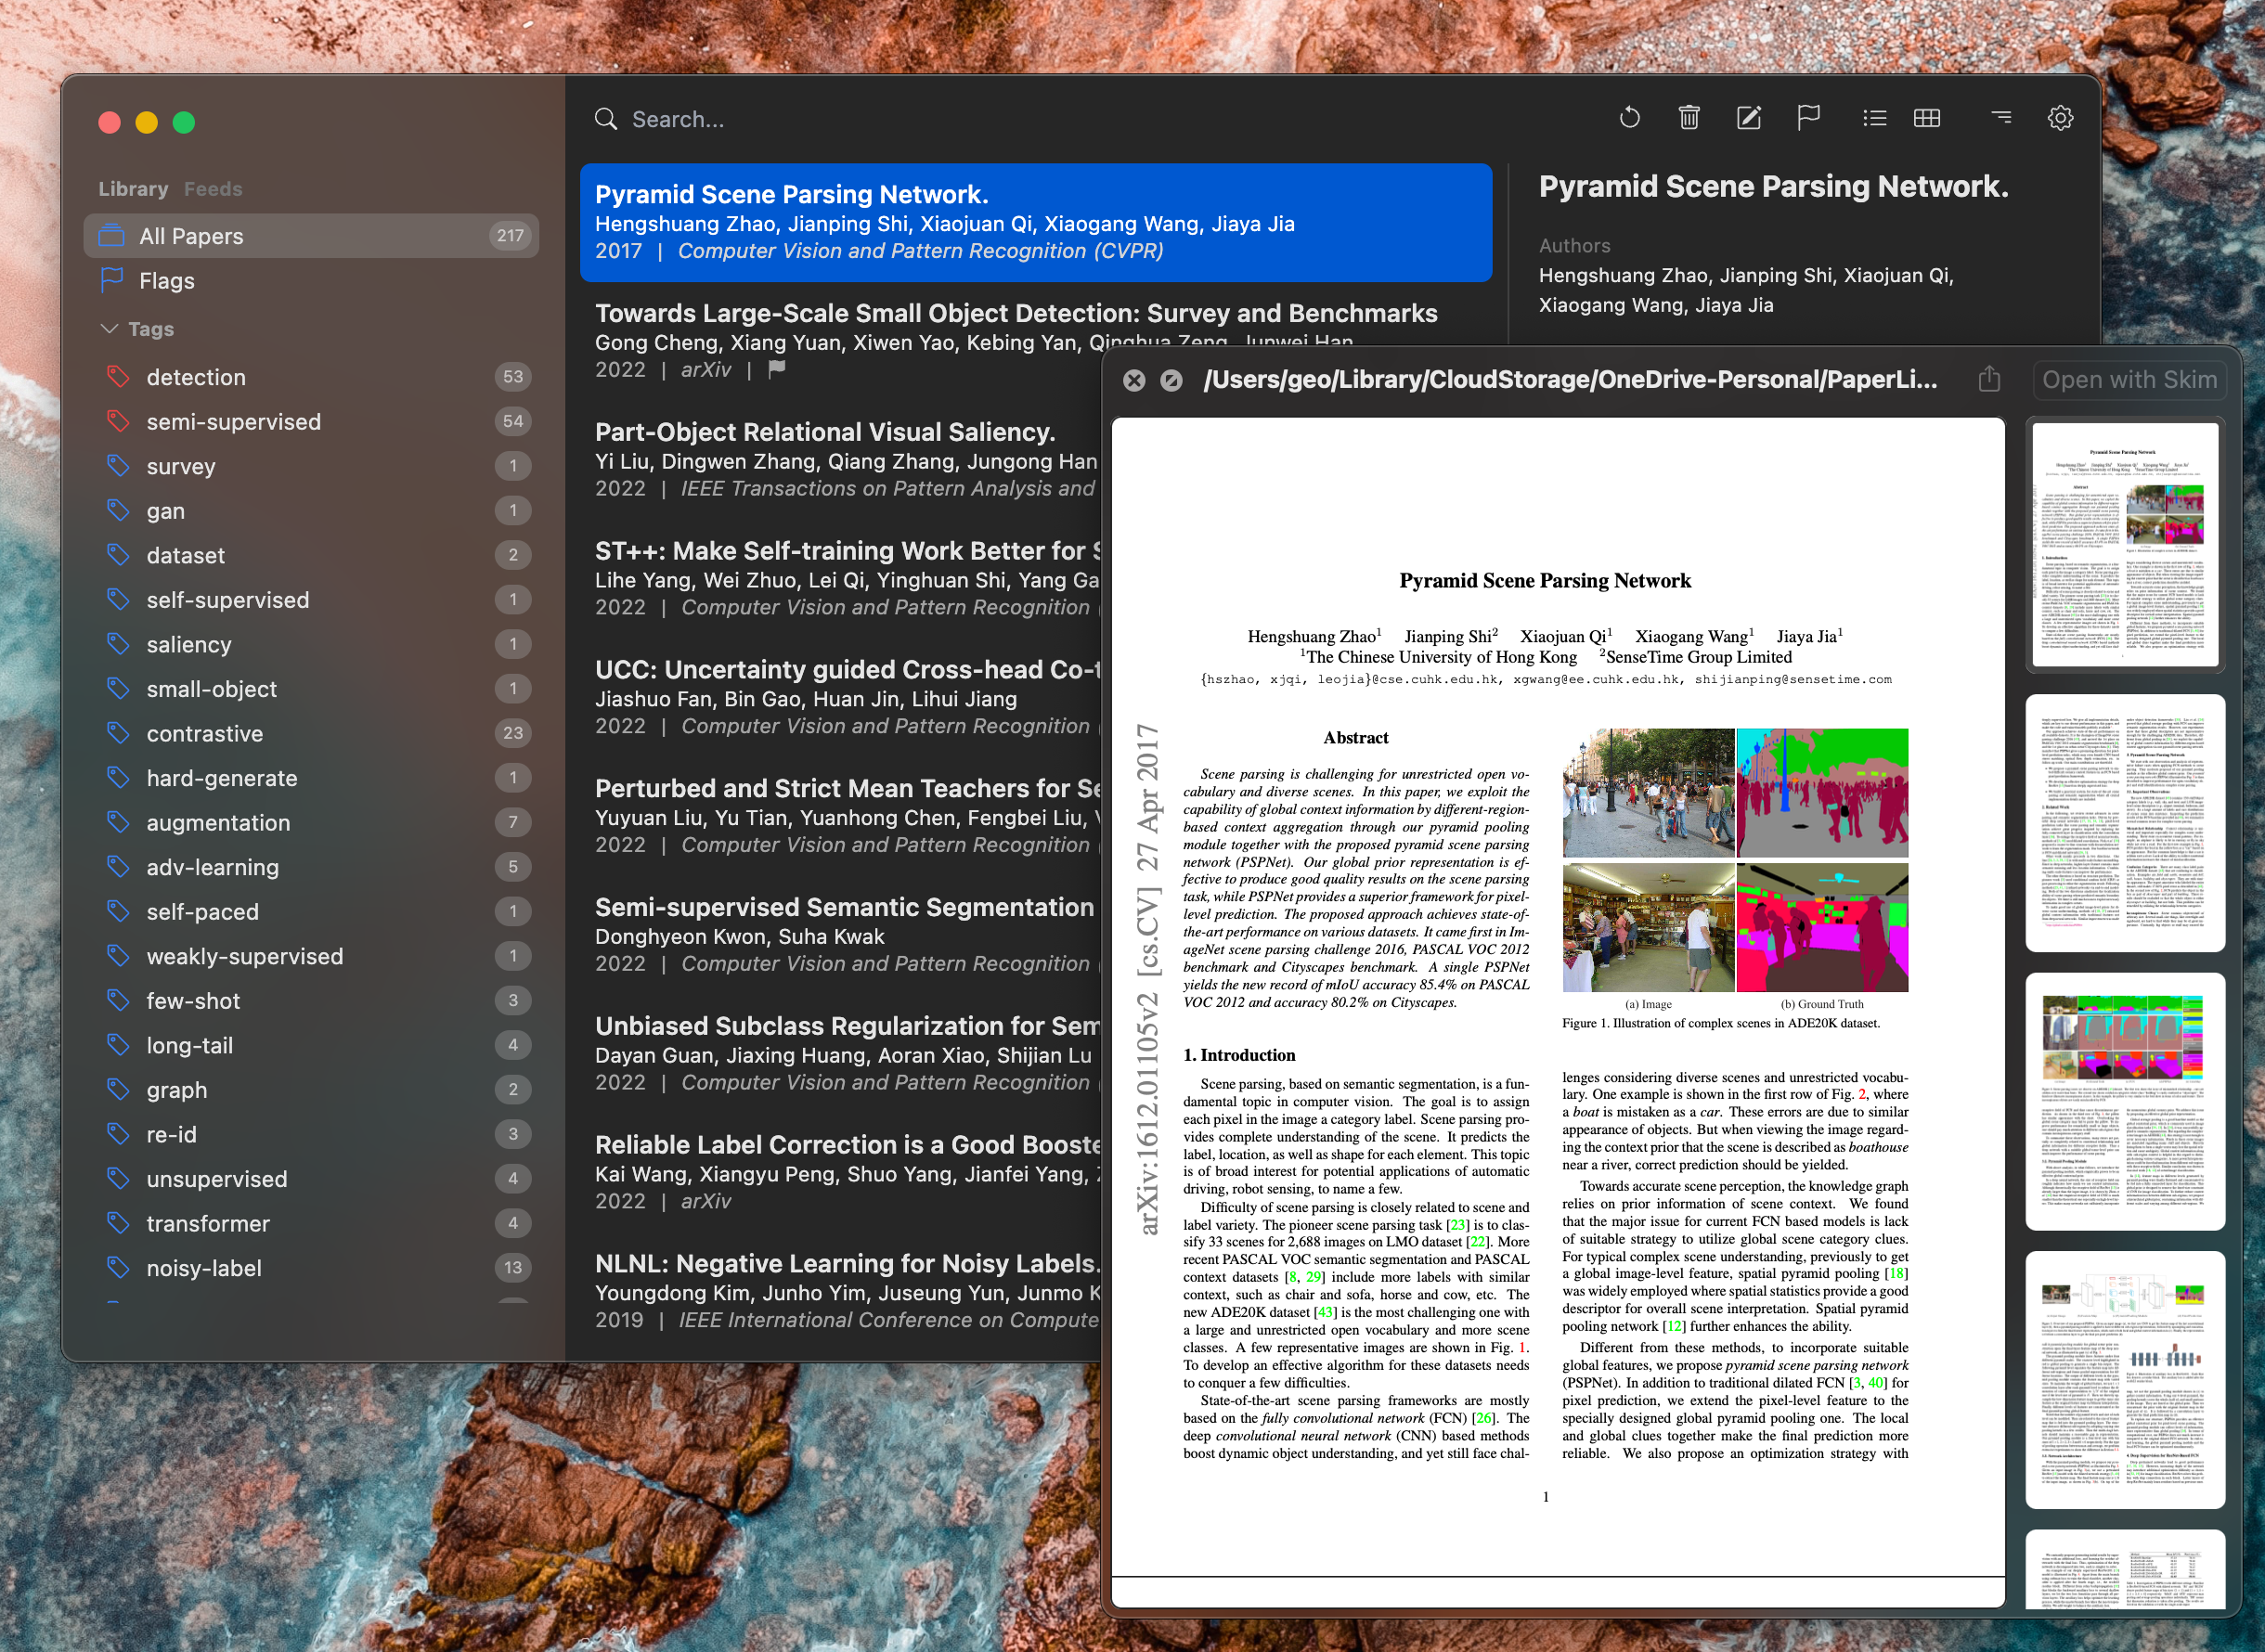 Search...
Library Feeds
All Papers 217
Flags
Tags
detection 53
semi-supervised 54
survey 1
gan 1
dataset 2
self-supervised 1
saliency 1
small-object 1
contrastive 23
hard-generate 1
augmentation 7
adv-learning 5
self-paced 1
weakly-supervised 1
few-shot 3
long-tail 4
graph 2
re-id 3
unsupervised 4
transformer 4
noisy-label 13
Pyramid Scene Parsing Network.
Hengshuang Zhao, Jianping Shi, Xiaojuan Qi, Xiaogang Wang, Jiaya Jia
2017 | Computer Vision and Pattern Recognition (CVPR)
Towards Large-Scale Small Object Detection: Survey and Benchmarks
Gong Cheng, Xiang Yuan, Xiwen Yao, Kebing Yan, Qinghua Zeng, Junwei Han
2022 | arXiv |
Part-Object Relational Visual Saliency.
Yi Liu, Dingwen Zhang, Qiang Zhang, Jungong Han
2022 | IEEE Transactions on Pattern Analysis and
ST++: Make Self-training Work Better for S
Lihe Yang, Wei Zhuo, Lei Qi, Yinghuan Shi, Yang Ga
2022 | Computer Vision and Pattern Recognition (
UCC: Uncertainty guided Cross-head Co-t
Jiashuo Fan, Bin Gao, Huan Jin, Lihui Jiang
2022 | Computer Vision and Pattern Recognition (
Perturbed and Strict Mean Teachers for Se
Yuyuan Liu, Yu Tian, Yuanhong Chen, Fengbei Liu, V
2022 | Computer Vision and Pattern Recognition (
Semi-supervised Semantic Segmentation
Donghyeon Kwon, Suha Kwak
2022 | Computer Vision and Pattern Recognition (
Unbiased Subclass Regularization for Sem
Dayan Guan, Jiaxing Huang, Aoran Xiao, Shijian Lu
2022 | Computer Vision and Pattern Recognition (
Reliable Label Correction is a Good Booste
Kai Wang, Xiangyu Peng, Shuo Yang, Jianfei Yang, Z
2022 | arXiv
NLNL: Negative Learning for Noisy Labels.
Youngdong Kim, Junho Yim, Juseung Yun, Junmo K
2019 | IEEE International Conference on Compute
Pyramid Scene Parsing Network.
Authors
Hengshuang Zhao, Jianping Shi, Xiaojuan Qi,
Xiaogang Wang, Jiaya Jia
/Users/geo/Library/CloudStorage/OneDrive-Personal/PaperLi...
Open with Skim
Pyramid Scene Parsing Network
Hengshuang Zhao1 Jianping Shi2 Xiaojuan Qi1 Xiaogang Wang1 Jiaya Jia1
1The Chinese University of Hong Kong 2SenseTime Group Limited
{hszhao, xjqi, leojia}@cse.cuhk.edu.hk, xgwang@ee.cuhk.edu.hk, shijianping@sensetime.com
arXiv:1612.01105v2 [cs.CV] 27 Apr 2017
Abstract
Scene parsing is challenging for unrestricted open vo-
cabulary and diverse scenes. In this paper, we exploit the
capability of global context information by different-region-
based context aggregation through our pyramid pooling
module together with the proposed pyramid scene parsing
network (PSPNet). Our global prior representation is ef-
fective to produce good quality results on the scene parsing
task, while PSPNet provides a superior framework for pixel-
level prediction. The proposed approach achieves state-of-
the-art performance on various datasets. It came first in Im-
ageNet scene parsing challenge 2016, PASCAL VOC 2012
benchmark and Cityscapes benchmark. A single PSPNet
yields the new record of mIoU accuracy 85.4% on PASCAL
VOC 2012 and accuracy 80.2% on Cityscapes.
1. Introduction
Scene parsing, based on semantic segmentation, is a fun-
damental topic in computer vision. The goal is to assign
each pixel in the image a category label. Scene parsing pro-
vides complete understanding of the scene. It predicts the
label, location, as well as shape for each element. This topic
is of broad interest for potential applications of automatic
driving, robot sensing, to name a few.
Difficulty of scene parsing is closely related to scene and
label variety. The pioneer scene parsing task [23] is to clas-
sify 33 scenes for 2,688 images on LMO dataset [22]. More
recent PASCAL VOC semantic segmentation and PASCAL
context datasets [8, 29] include more labels with similar
context, such as chair and sofa, horse and cow, etc. The
new ADE20K dataset [43] is the most challenging one with
a large and unrestricted open vocabulary and more scene
classes. A few representative images are shown in Fig. 1.
To develop an effective algorithm for these datasets needs
to conquer a few difficulties.
State-of-the-art scene parsing frameworks are mostly
based on the fully convolutional network (FCN) [26]. The
deep convolutional neural network (CNN) based methods
boost dynamic object understanding, and yet still face chal-
(a) Image (b) Ground Truth
Figure 1. Illustration of complex scenes in ADE20K dataset.
lenges considering diverse scenes and unrestricted vocabu-
lary. One example is shown in the first row of Fig. 2, where
a boat is mistaken as a car. These errors are due to similar
appearance of objects. But when viewing the image regard-
ing the context prior that the scene is described as boathouse
near a river, correct prediction should be yielded.
Towards accurate scene perception, the knowledge graph
relies on prior information of scene context. We found
that the major issue for current FCN based models is lack
of suitable strategy to utilize global scene category clues.
For typical complex scene understanding, previously to get
a global image-level feature, spatial pyramid pooling [18]
was widely employed where spatial statistics provide a good
descriptor for overall scene interpretation. Spatial pyramid
pooling network [12] further enhances the ability.
Different from these methods, to incorporate suitable
global features, we propose pyramid scene parsing network
(PSPNet). In addition to traditional dilated FCN [3, 40] for
pixel prediction, we extend the pixel-level feature to the
specially designed global pyramid pooling one. The local
and global clues together make the final prediction more
reliable. We also propose an optimization strategy with
1